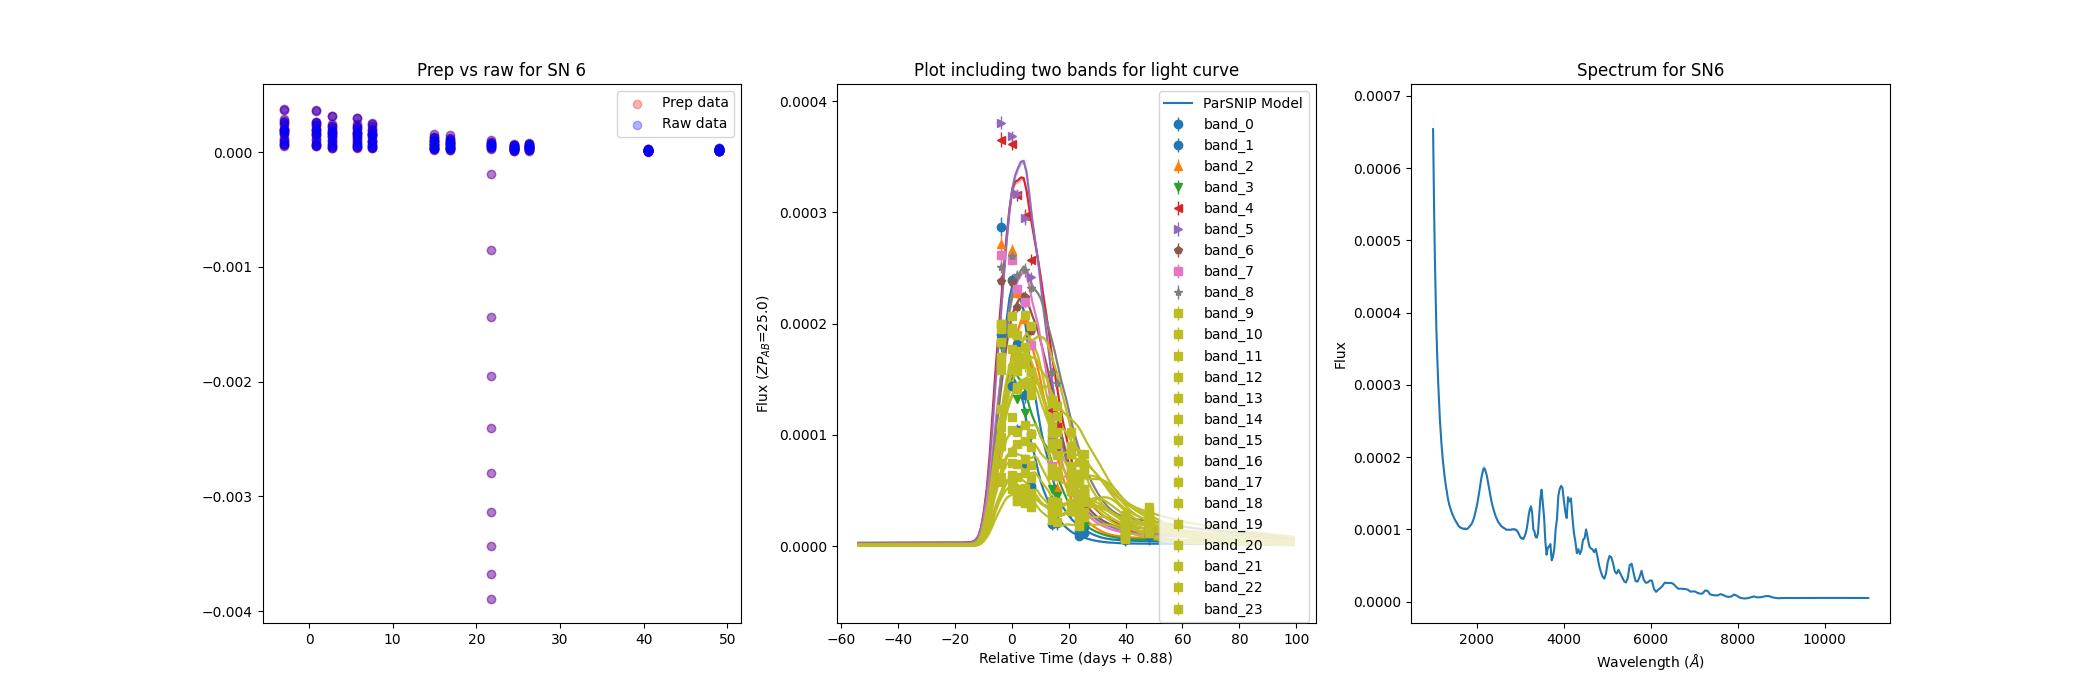 Prep vs raw for SN 6
Prep data
Raw data
0.000
−0.001
−0.002
−0.003
−0.004
0
10
20
30
40
50
Plot including two bands for light curve
ParSNIP Model
band_0
band_1
band_2
band_3
band_4
band_5
band_6
band_7
band_8
band_9
band_10
band_11
band_12
band_13
band_14
band_15
band_16
band_17
band_18
band_19
band_20
band_21
band_22
band_23
Flux (ZP_AB=25.0)
0.0004
0.0003
0.0002
0.0001
0.0000
−60
−40
−20
0
20
40
60
80
100
Relative Time (days + 0.88)
Spectrum for SN6
Flux
0.0007
0.0006
0.0005
0.0004
0.0003
0.0002
0.0001
0.0000
2000
4000
6000
8000
10000
Wavelength (Å)